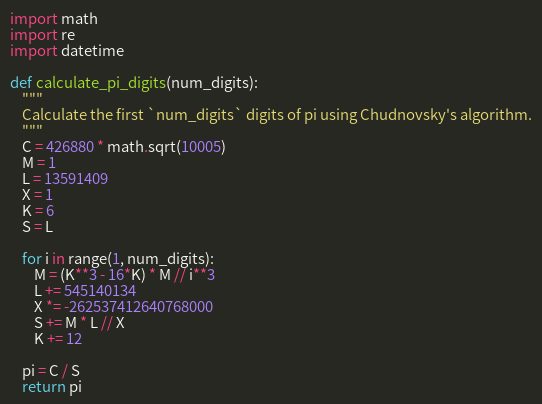 import math
import re
import datetime

def calculate_pi_digits(num_digits):
    """
    Calculate the first `num_digits` digits of pi using Chudnovsky's algorithm.
    """
    C = 426880 * math.sqrt(10005)
    M = 1
    L = 13591409
    X = 1
    K = 6
    S = L

    for i in range(1, num_digits):
        M = (K**3 - 16*K) * M // i**3
        L += 545140134
        X *= -262537412640768000
        S += M * L // X
        K += 12

    pi = C / S
    return pi